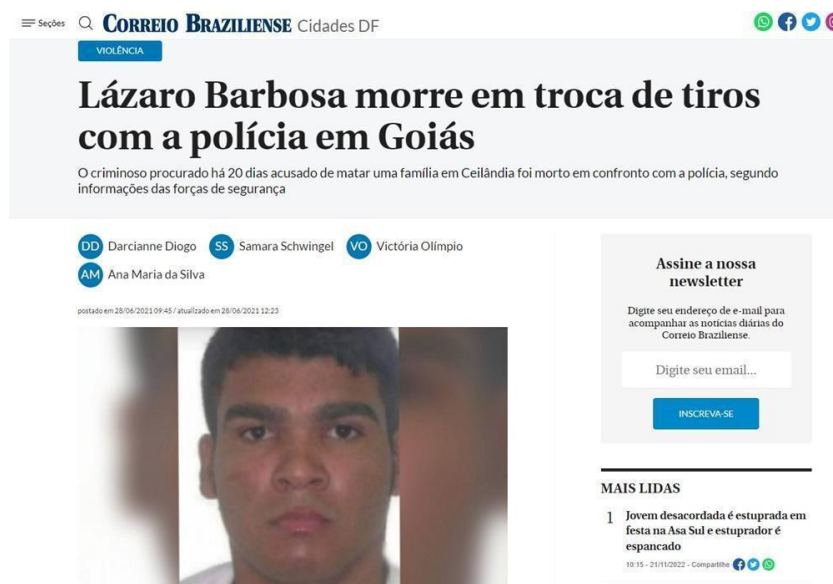 Seções CORREIO BRAZILIENSE Cidades DF
VIOLÊNCIA
Lázaro Barbosa morre em troca de tiros
com a polícia em Goiás
O criminoso procurado há 20 dias acusado de matar uma família em Ceilândia foi morto em confronto com a polícia, segundo
informações das forças de segurança
DD Darcianne Diogo SS Samara Schwingel VO Victória Olímpio
AM Ana Maria da Silva
postado em 28/06/2021 09:45 / atualizado em 28/06/2021 12:23
Assine a nossa
newsletter
Digite seu endereço de e-mail para
acompanhar as notícias diárias do
Correio Braziliense.
Digite seu email...
INSCREVA-SE
MAIS LIDAS
1 Jovem desacordada é estuprada em
festa na Asa Sul e estuprador é
espancado
10:15 - 21/11/2022 - Compartilhe